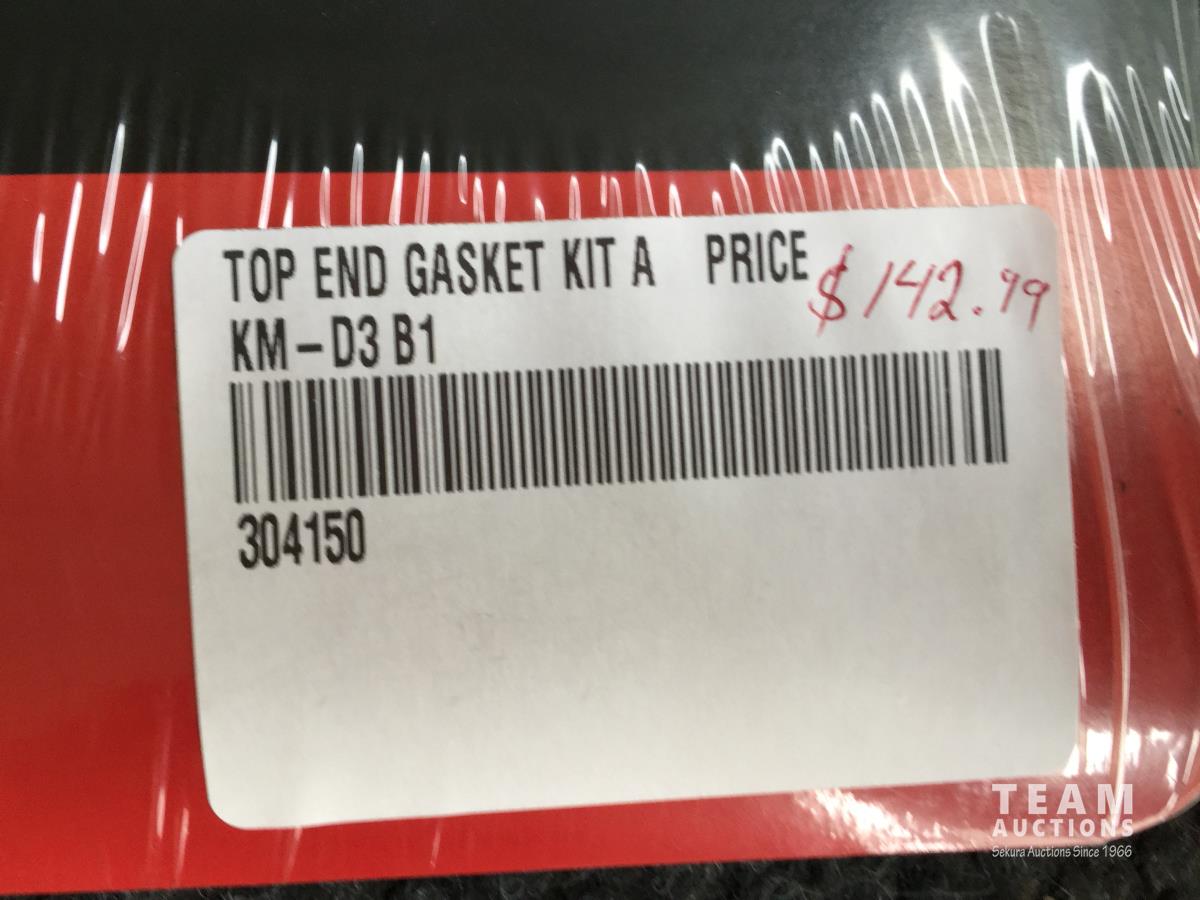 TOP END GASKET KIT A PRICE $142.99
KM-D3 B1
304150
TEAM
AUCTIONS
Sekura Auctions Since 1966